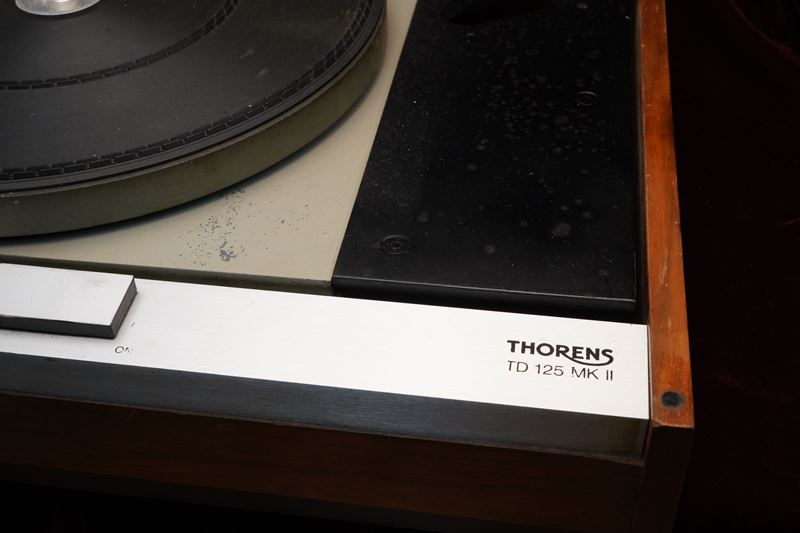 ON
THORENS
TD 125 MK II